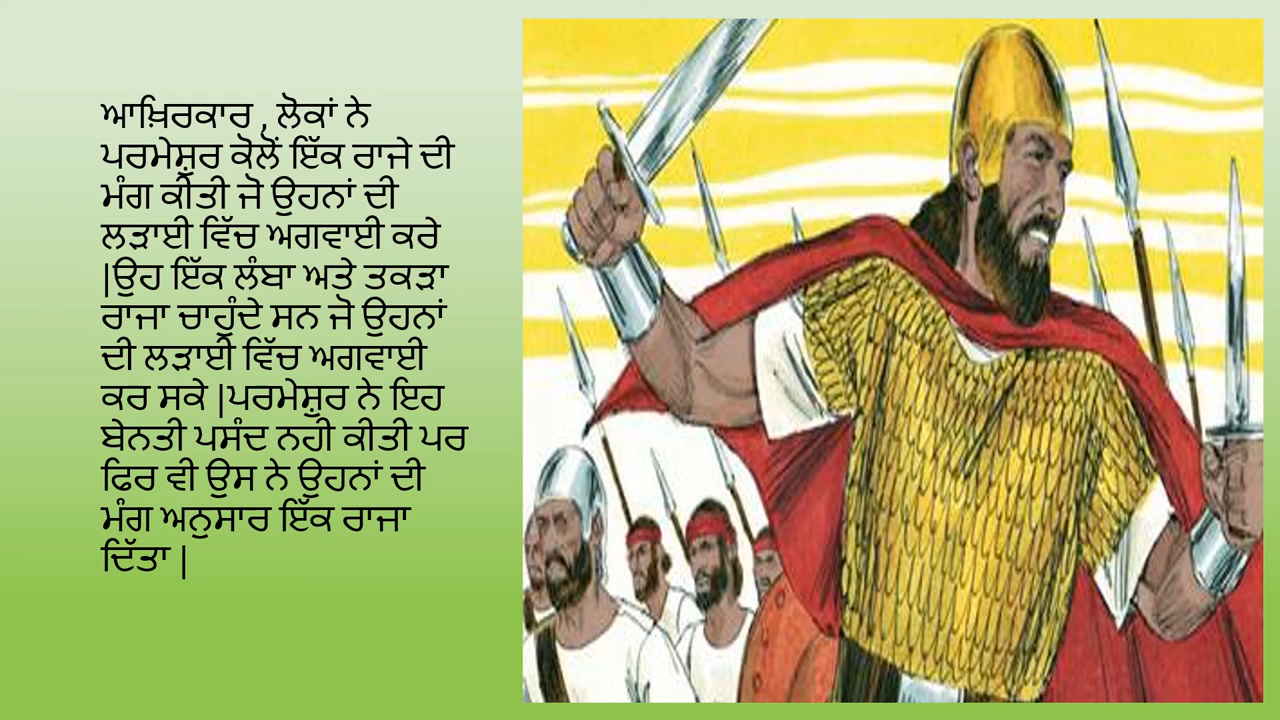 ਆਖ਼ਿਰਕਾਰ , ਲੋਕਾਂ ਨੇ
ਪਰਮੇਸ਼ੁਰ ਕੋਲੋਂ ਇੱਕ ਰਾਜੇ ਦੀ
ਮੰਗ ਕੀਤੀ ਜੋ ਉਹਨਾਂ ਦੀ
ਲੜਾਈ ਵਿੱਚ ਅਗਵਾਈ ਕਰੇ
|ਉਹ ਇੱਕ ਲੰਬਾ ਅਤੇ ਤਕੜਾ
ਰਾਜਾ ਚਾਹੁੰਦੇ ਸਨ ਜੋ ਉਹਨਾਂ
ਦੀ ਲੜਾਈ ਵਿੱਚ ਅਗਵਾਈ
ਕਰ ਸਕੇ |ਪਰਮੇਸ਼ੁਰ ਨੇ ਇਹ
ਬੇਨਤੀ ਪਸੰਦ ਨਹੀ ਕੀਤੀ ਪਰ
ਫਿਰ ਵੀ ਉਸ ਨੇ ਉਹਨਾਂ ਦੀ
ਮੰਗ ਅਨੁਸਾਰ ਇੱਕ ਰਾਜਾ
ਦਿੱਤਾ |